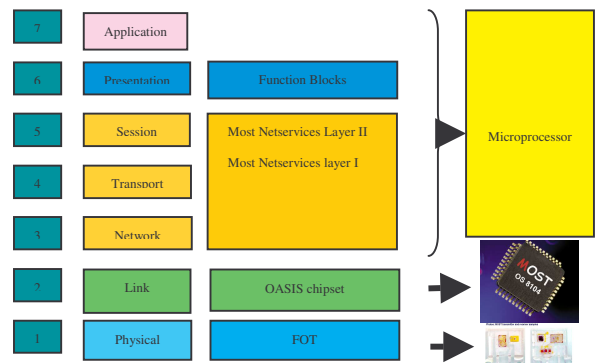 7 Application
6 Presentation Function Blocks
5 Session Most Netservices Layer II
Most Netservices layer I
Microprocessor
4 Transport
3 Network
2 Link OASIS chipset
MOST
OS 8104
1 Physical FOT